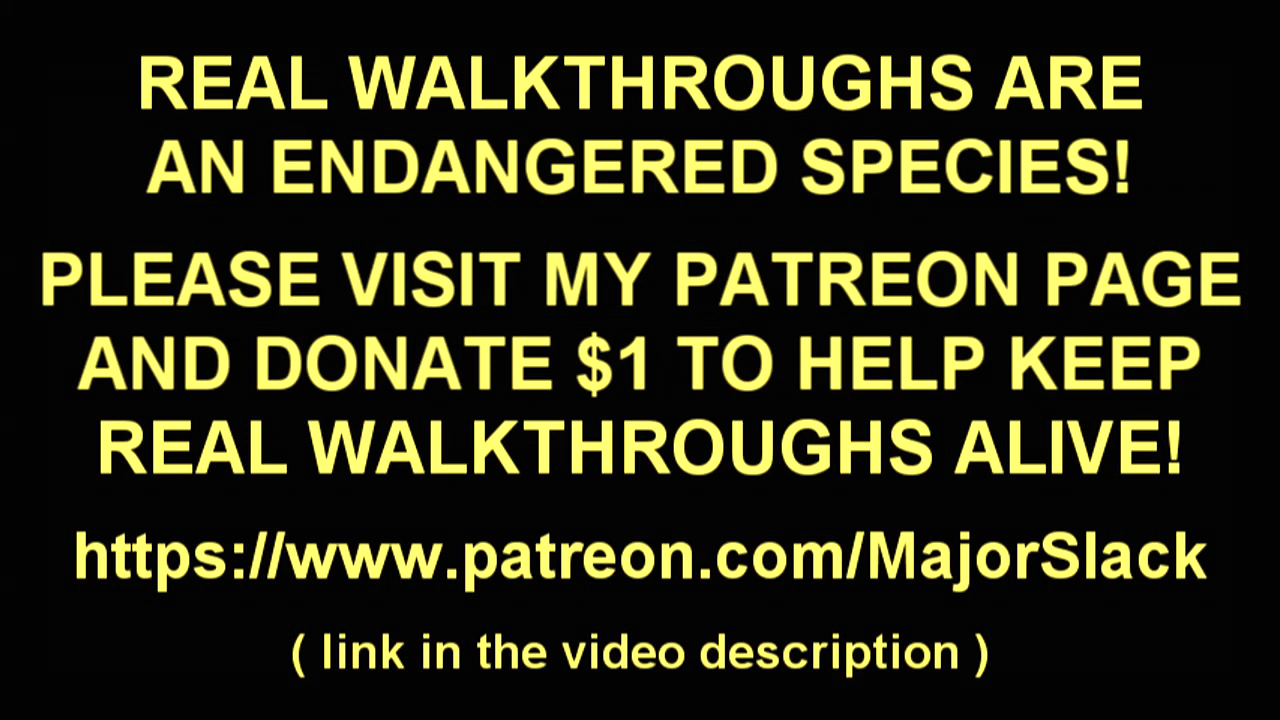 REAL WALKTHROUGHS ARE
AN ENDANGERED SPECIES!
PLEASE VISIT MY PATREON PAGE
AND DONATE $1 TO HELP KEEP
REAL WALKTHROUGHS ALIVE!
https://www.patreon.com/MajorSlack
( link in the video description )